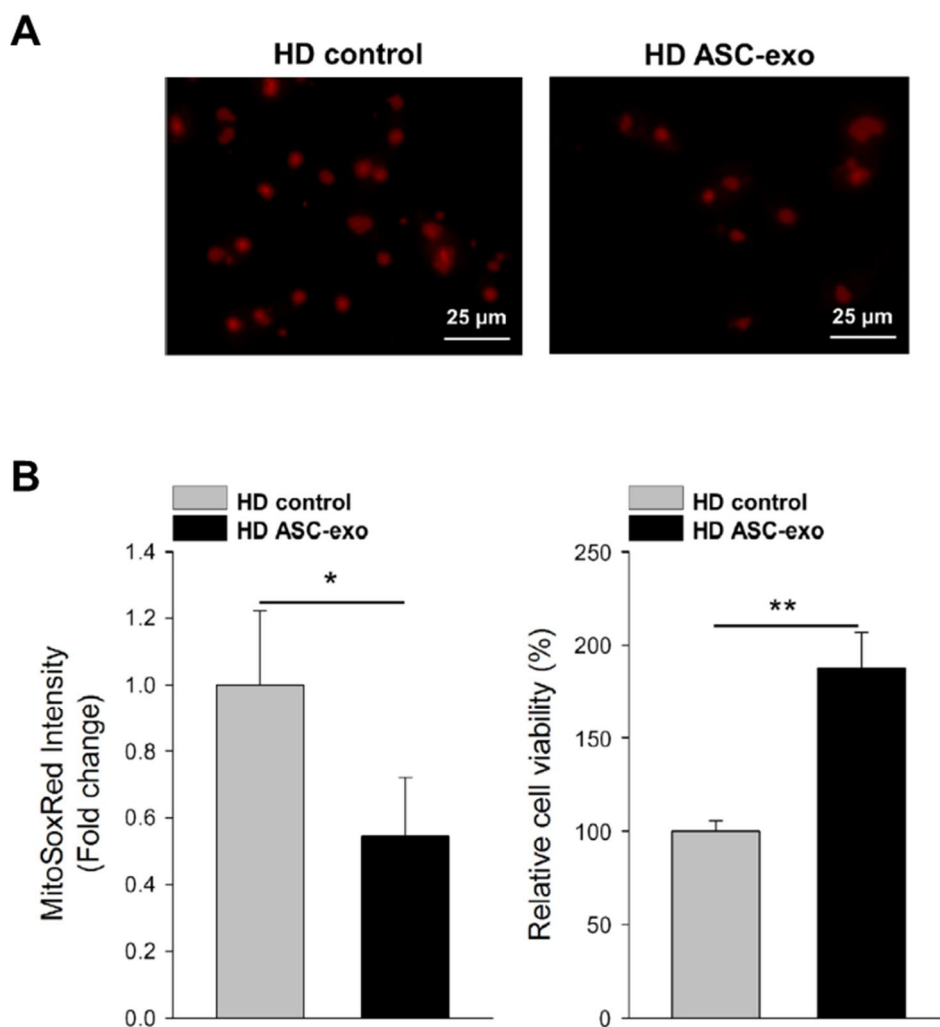 A
HD control
HD ASC-exo
25 µm
25 µm
B
HD control
HD ASC-exo
MitoSoxRed Intensity
(Fold change)
1.4
1.2
1.0
0.8
0.6
0.4
0.2
0.0
*
HD control
HD ASC-exo
Relative cell viability (%)
250
200
150
100
50
0
**